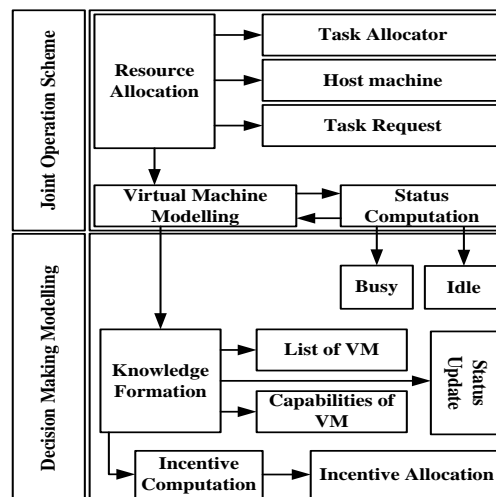 Joint Operation Scheme
Resource
Allocation
Task Allocator
Host machine
Task Request
Virtual Machine
Modelling
Status
Computation
Decision Making Modelling
Busy
Idle
Knowledge
Formation
List of VM
Capabilities of
VM
Status
Update
Incentive
Computation
Incentive Allocation